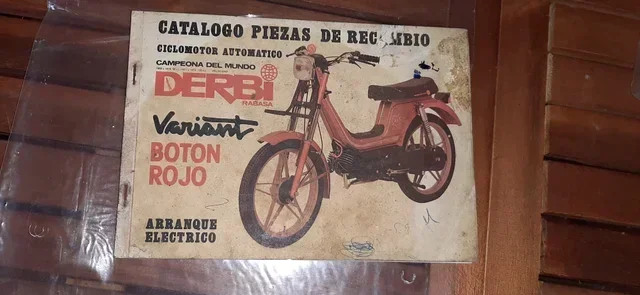 CATALOGO PIEZAS DE RECAMBIO
CICLOMOTOR AUTOMATICO
CAMPEONA DEL MUNDO
DERBI
RABASA
Variant
BOTON
ROJO
ARRANQUE
ELECTRICO